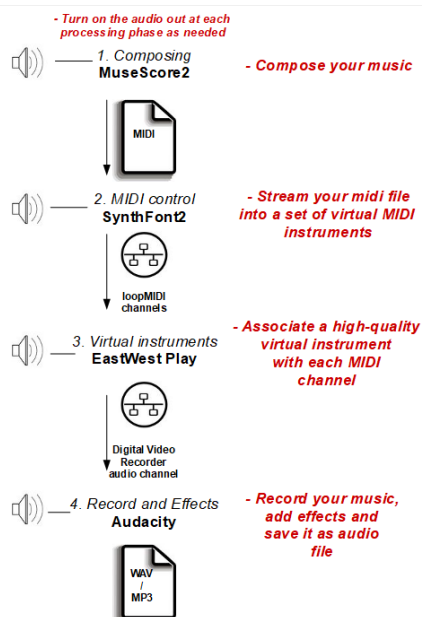 - Turn on the audio out at each
processing phase as needed
1. Composing
MuseScore2
- Compose your music
MIDI
2. MIDI control
SynthFont2
- Stream your midi file
into a set of virtual MIDI
instruments
loopMIDI
channels
3. Virtual instruments
EastWest Play
- Associate a high-quality
virtual instrument
with each MIDI
channel
Digital Video
Recorder
audio channel
4. Record and Effects
Audacity
- Record your music,
add effects and
save it as audio
file
WAV
/
MP3